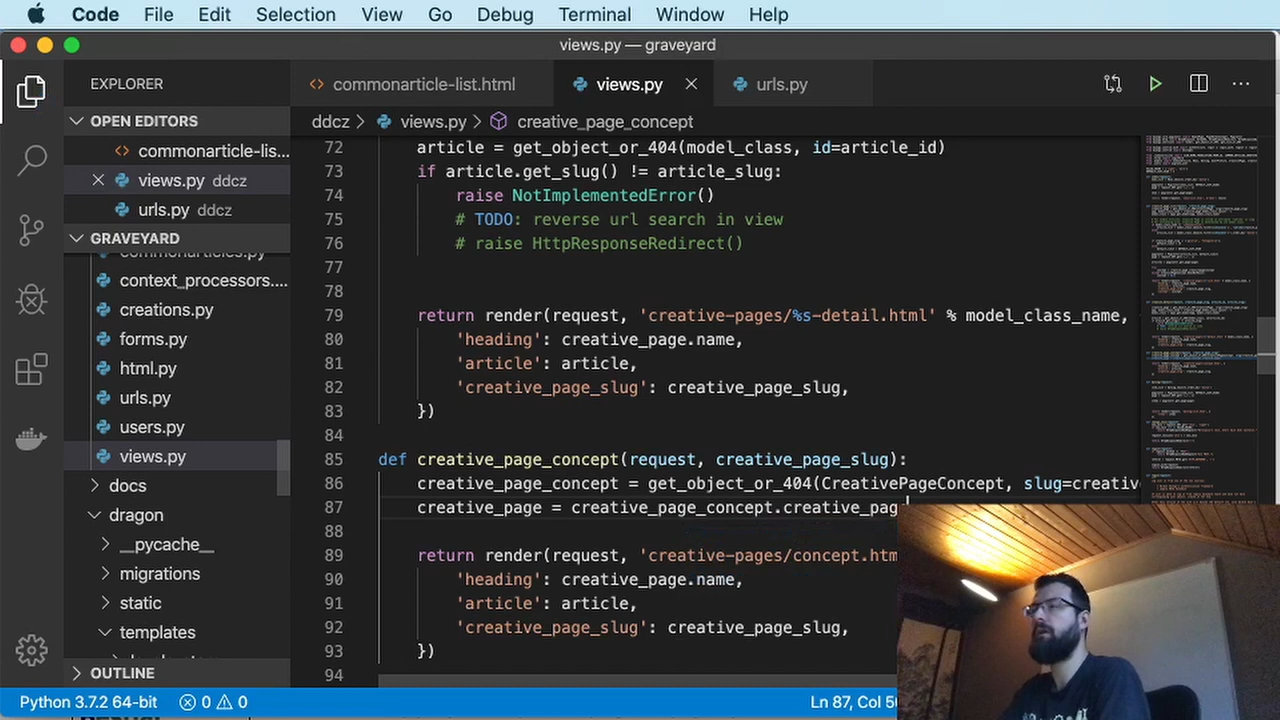 Code File Edit Selection View Go Debug Terminal Window Help
views.py — graveyard
EXPLORER
commonarticle-list.html
views.py
urls.py
OPEN EDITORS
commonarticle-lis...
views.py ddcz
urls.py ddcz
GRAVEYARD
commonarticles.py
context_processors....
creations.py
forms.py
html.py
urls.py
users.py
views.py
docs
dragon
__pycache__
migrations
static
templates
OUTLINE
ddcz > views.py > creative_page_concept
72 article = get_object_or_404(model_class, id=article_id)
73 if article.get_slug() != article_slug:
74 raise NotImplementedError()
75 # TODO: reverse url search in view
76 # raise HttpResponseRedirect()
77
78
79 return render(request, 'creative-pages/%s-detail.html' % model_class_name,
80 'heading': creative_page.name,
81 'article': article,
82 'creative_page_slug': creative_page_slug,
83 })
84
85 def creative_page_concept(request, creative_page_slug):
86 creative_page_concept = get_object_or_404(CreativePageConcept, slug=creativ
87 creative_page = creative_page_concept.creative_pag
88
89 return render(request, 'creative-pages/concept.htm
90 'heading': creative_page.name,
91 'article': article,
92 'creative_page_slug': creative_page_slug,
93 })
94
Python 3.7.2 64-bit 0 0 Ln 87, Col 5